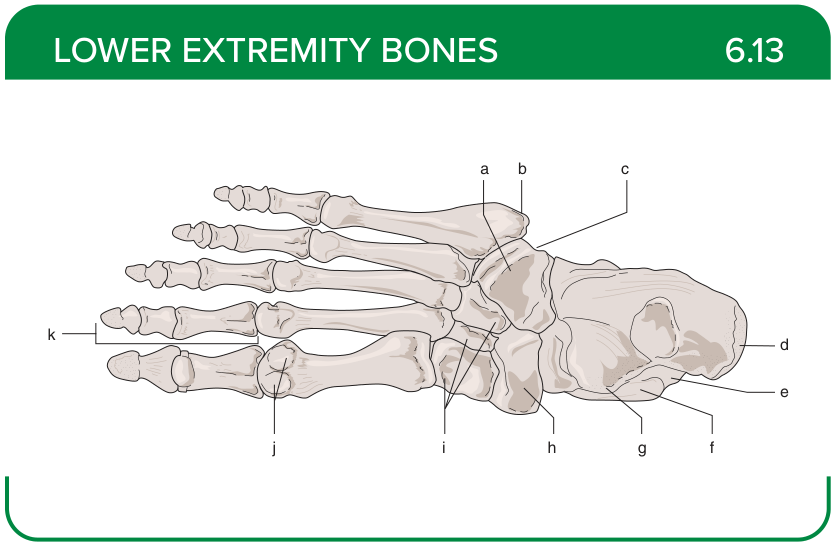 LOWER EXTREMITY BONES 6.13
a b c
k
d
e
j i h g f